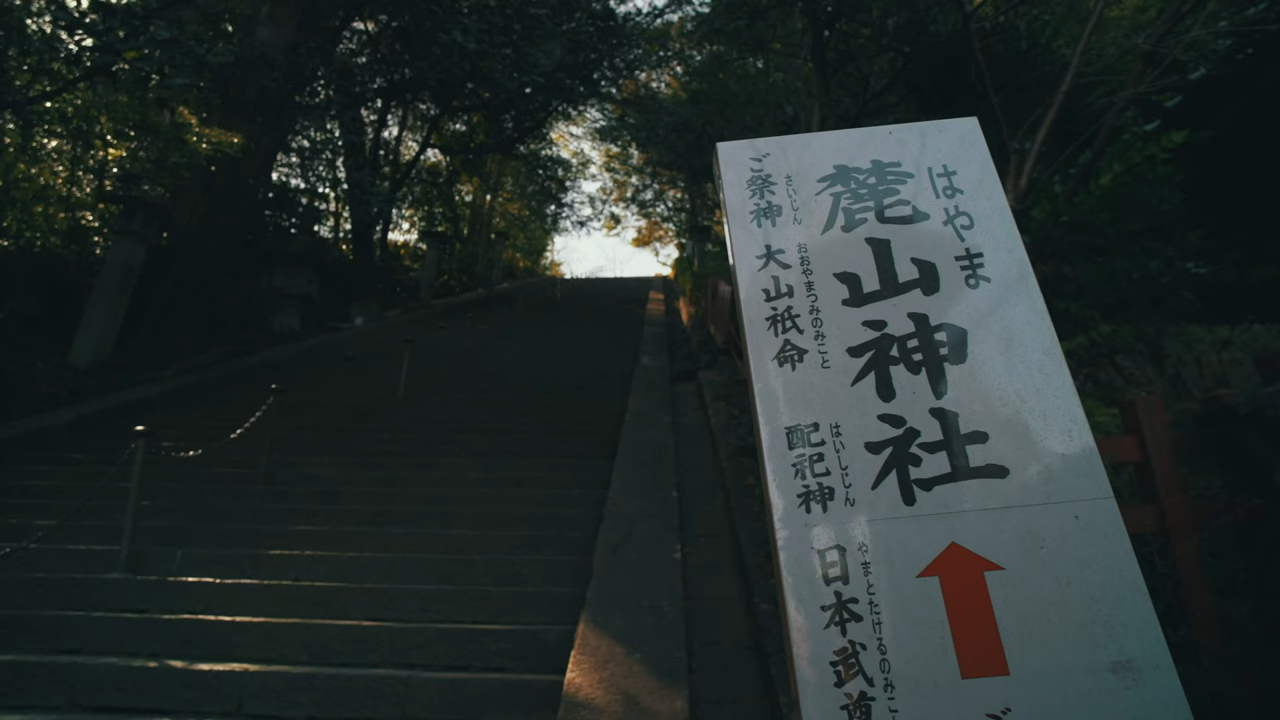 はやま
麓山神社
さいじん
ご祭神
おおやまつみのみこと
大山祇命
はいしじん
配祀神
やまとたけるのみこ
日本武尊
ご